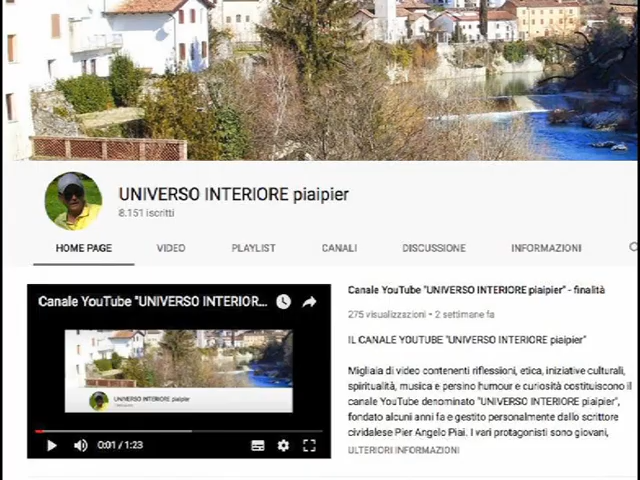 UNIVERSO INTERIORE piaipier
8.151 iscritti
HOME PAGE VIDEO PLAYLIST CANALI DISCUSSIONE INFORMAZIONI
Canale YouTube "UNIVERSO INTERIOR...
UNIVERSO INTERIORE piaipier
0:01 / 1:23
Canale YouTube "UNIVERSO INTERIORE piaipier" - finalità
275 visualizzazioni • 2 settimane fa
IL CANALE YOUTUBE "UNIVERSO INTERIORE piaipier"
Migliaia di video contenenti riflessioni, etica, iniziative culturali,
spiritualità, musica e persino humour e curiosità costituiscono il
canale YouTube denominato "UNIVERSO INTERIORE piaipier",
fondato alcuni anni fa e gestito personalmente dallo scrittore
cividalese Pier Angelo Piai. I vari protagonisti sono giovani,
ULTERIORI INFORMAZIONI